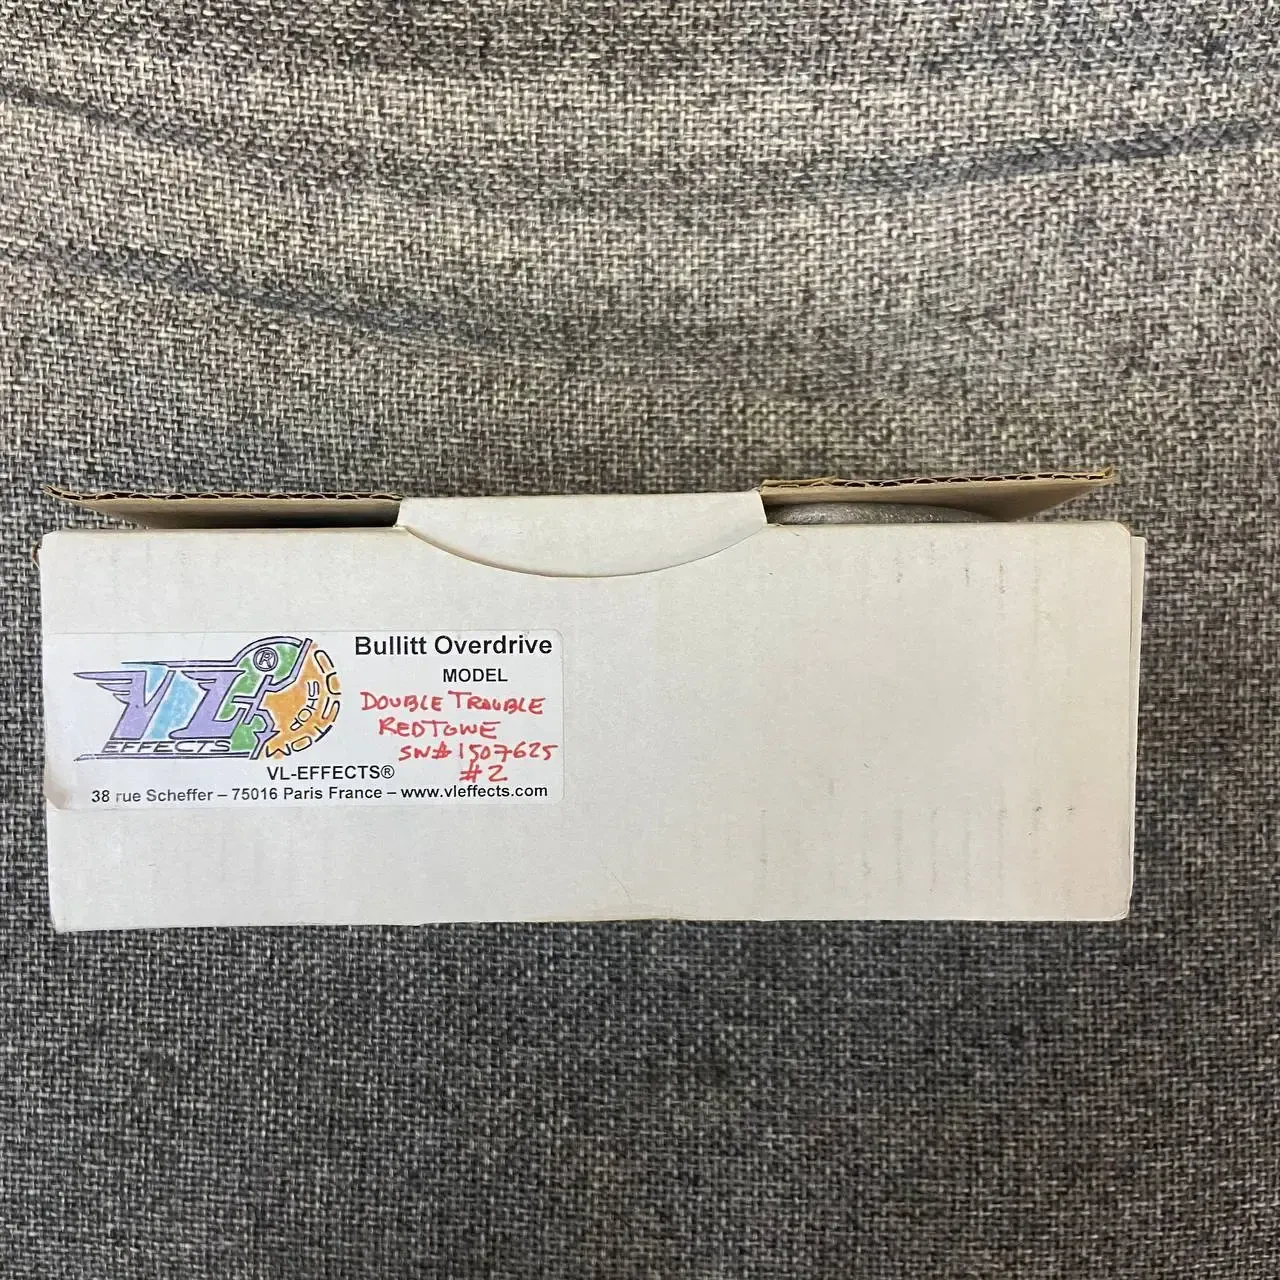 VL ®
EFFECTS
CUSTOM
SHOP
Bullitt Overdrive
MODEL
DOUBLE TROUBLE
REDTONE
SN# 1507625
#2
VL-EFFECTS®
38 rue Scheffer – 75016 Paris France – www.vleffects.com